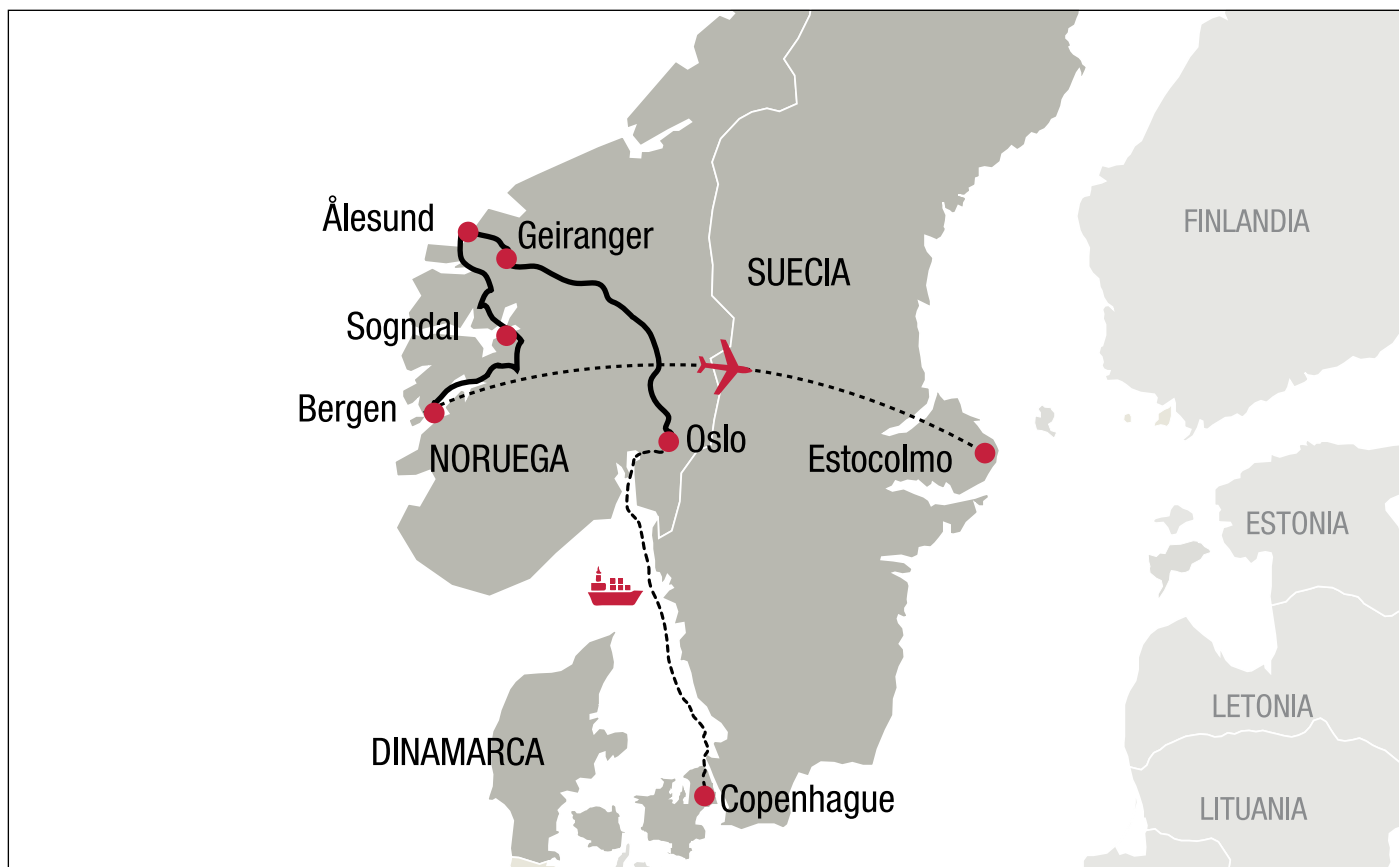 Ålesund
Geiranger
FINLANDIA
SUECIA
Sogndal
Bergen
NORUEGA
Oslo
Estocolmo
ESTONIA
LETONIA
DINAMARCA
Copenhague
LITUANIA